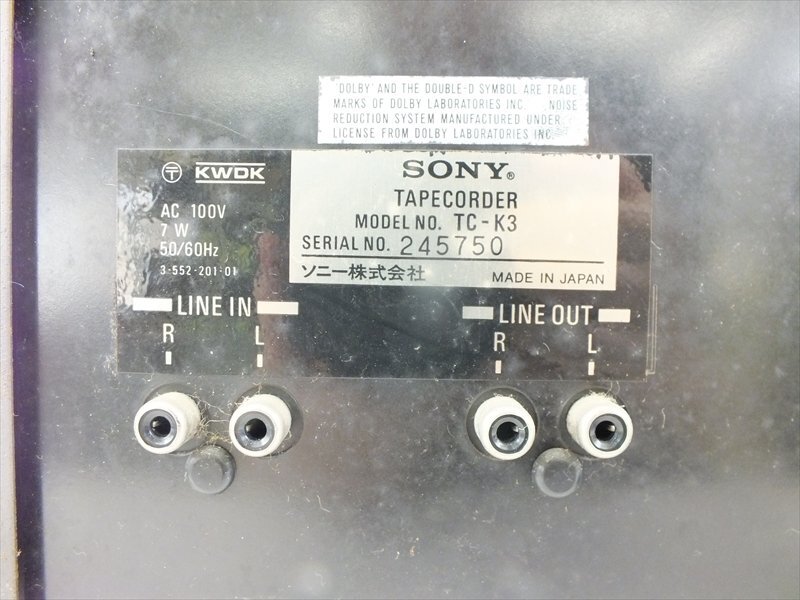 "DOLBY" AND THE DOUBLE-D SYMBOL ARE TRADE
MARKS OF DOLBY LABORATORIES INC. NOISE
REDUCTION SYSTEM MANUFACTURED UNDER
LICENSE FROM DOLBY LABORATORIES INC.
〒 KWDK
AC 100V
7 W
50/60Hz
3-552-201-01
SONY®
TAPECORDER
MODEL NO. TC-K3
SERIAL NO. 245750
ソニー株式会社 MADE IN JAPAN
LINE IN LINE OUT
R L R L